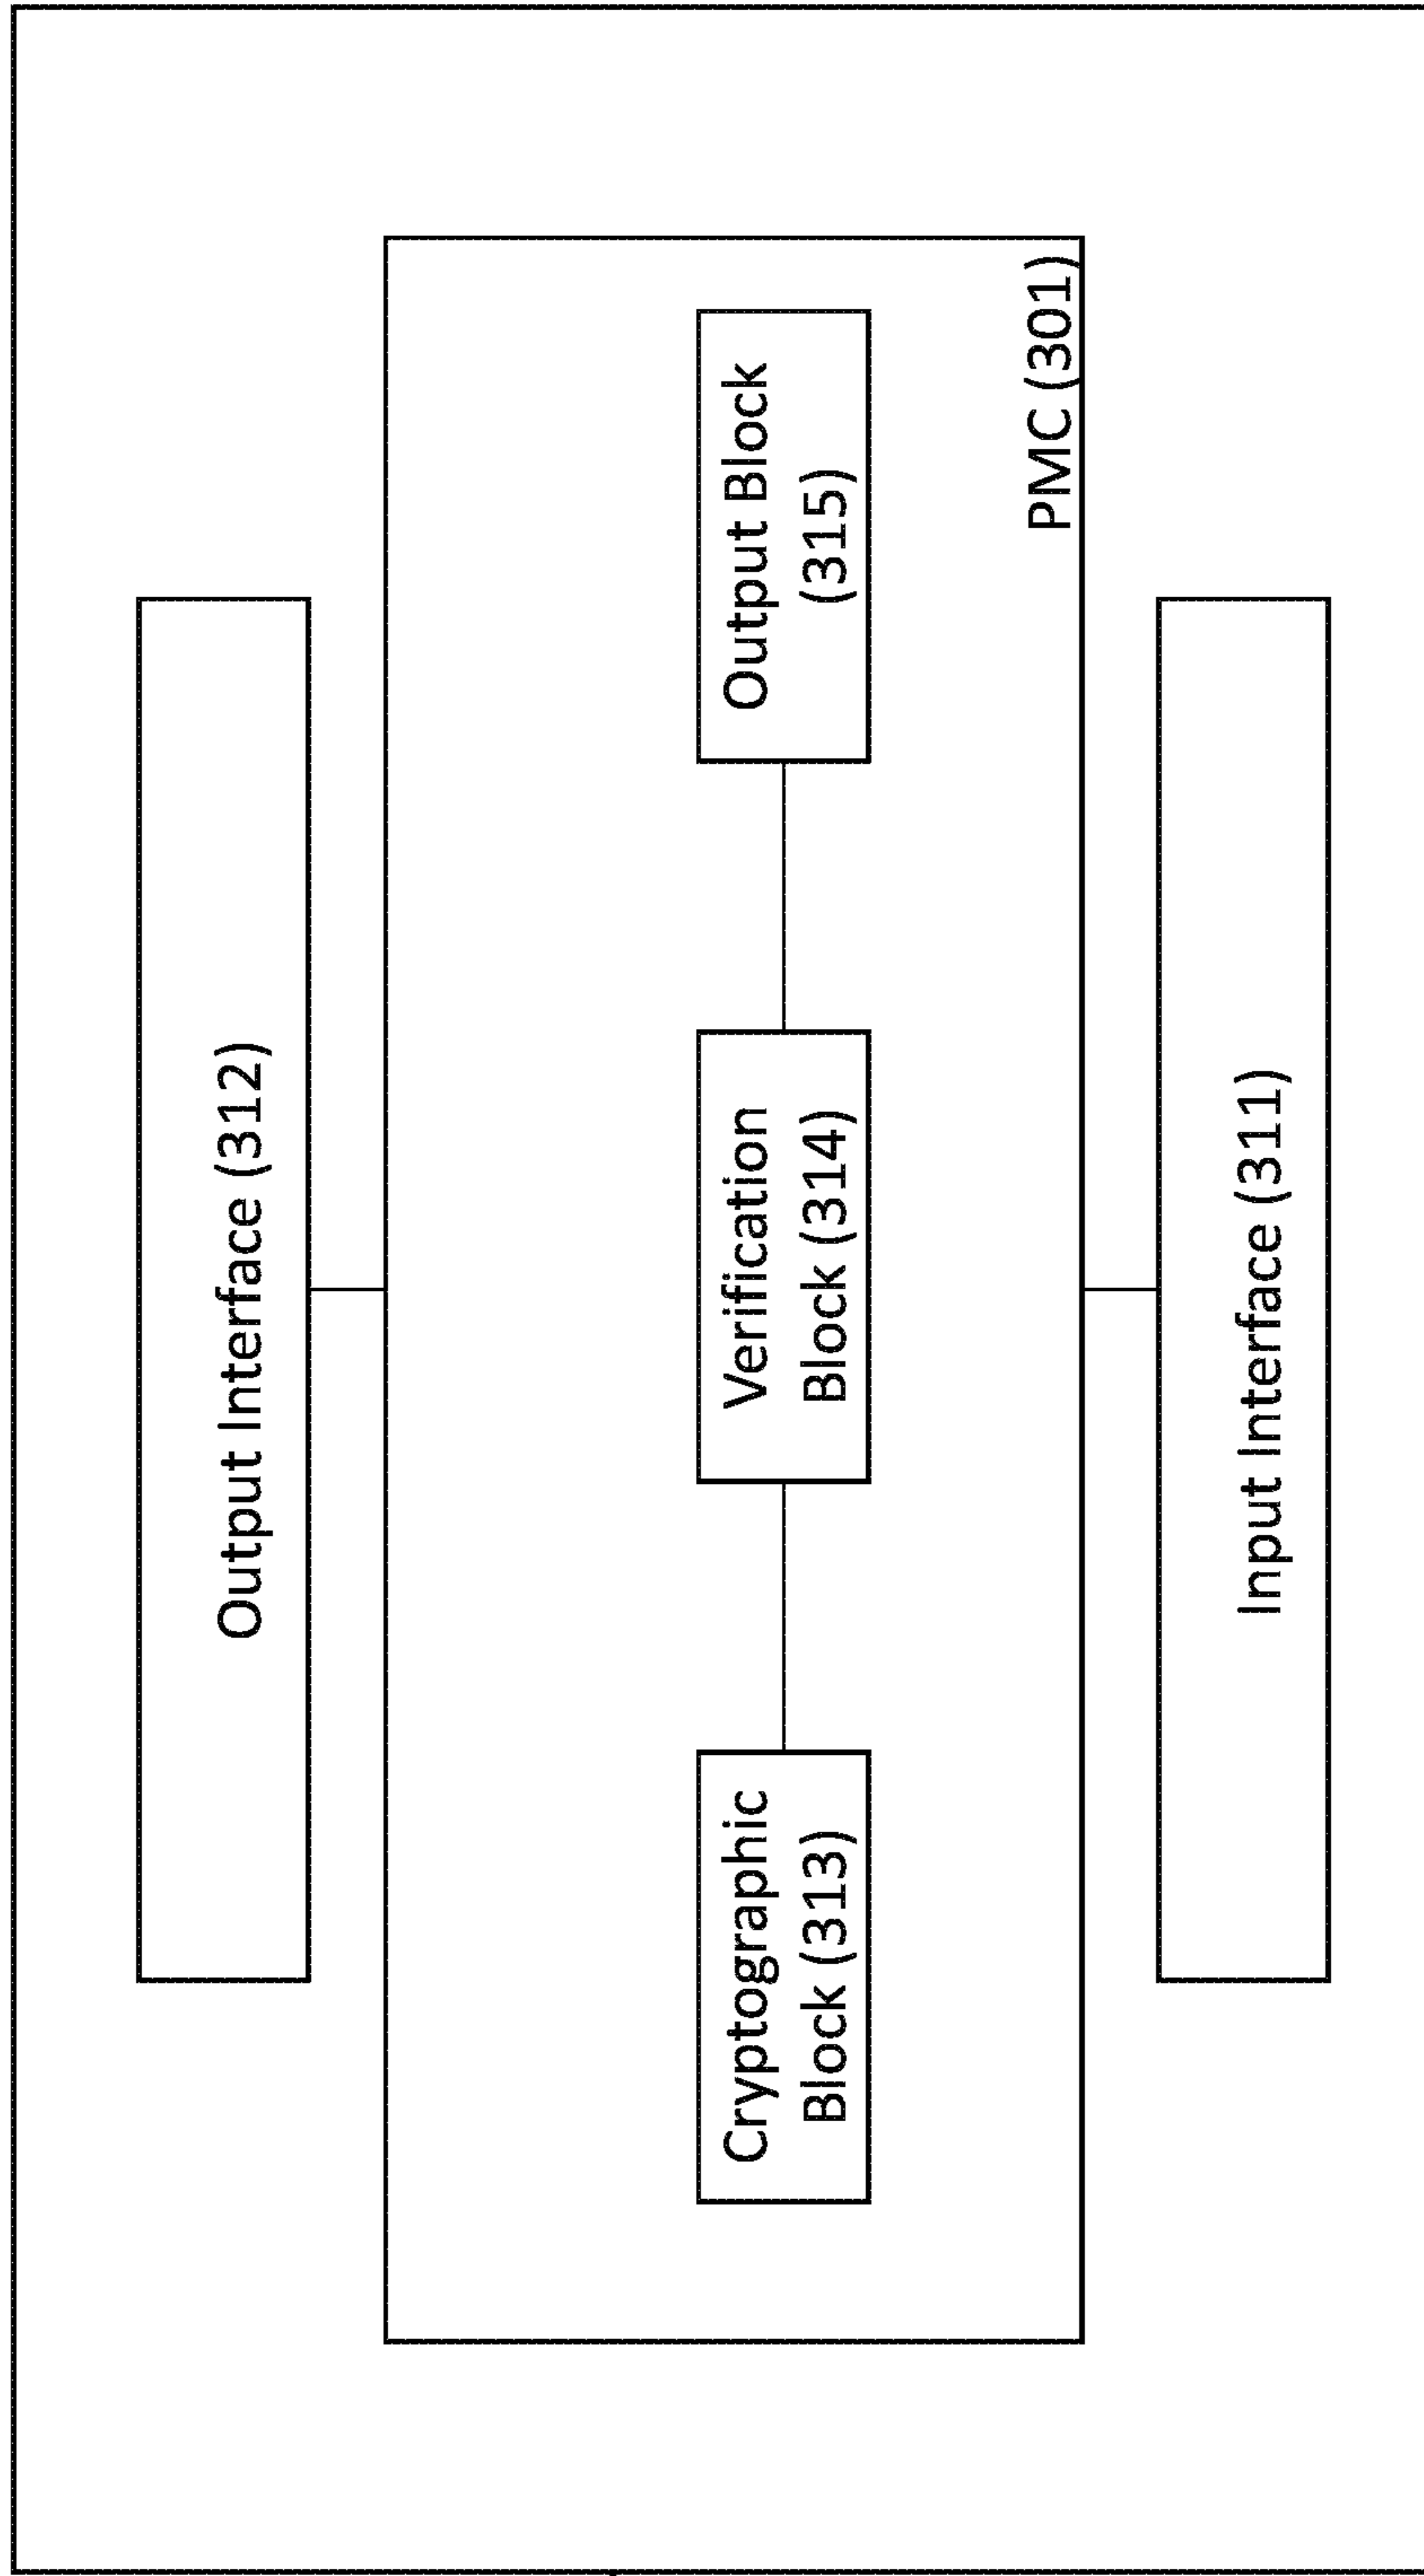 Output Interface (312)
Cryptographic
Block (313)
Verification
Block (314)
Output Block
(315)
PMC (301)
Input Interface (311)